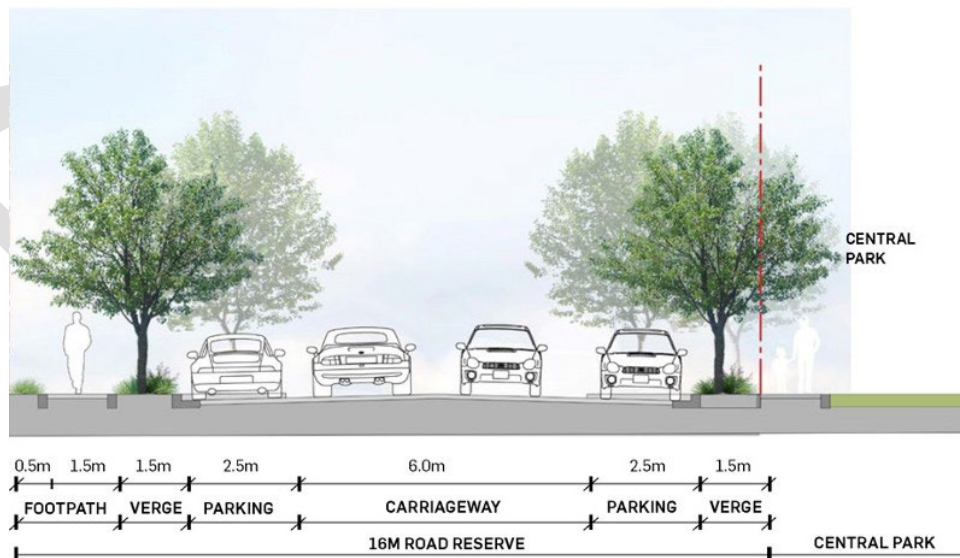 CENTRAL
PARK
0.5m 1.5m 1.5m 2.5m 6.0m 2.5m 1.5m
FOOTPATH VERGE PARKING CARRIAGEWAY PARKING VERGE
16M ROAD RESERVE CENTRAL PARK